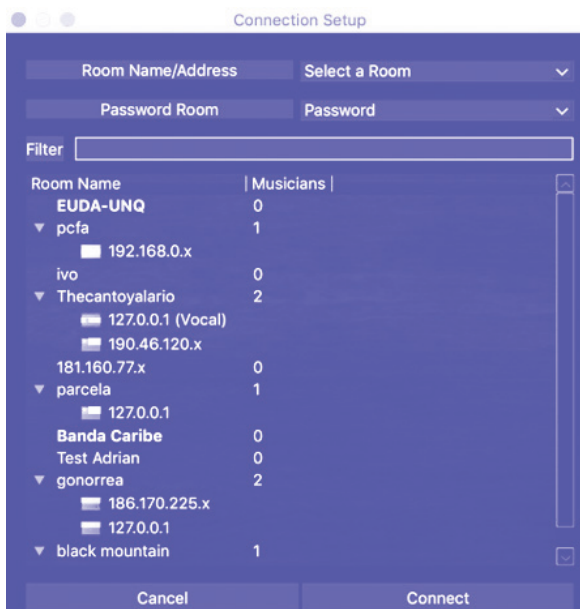 Connection Setup
Room Name/Address Select a Room
Password Room Password
Filter
Room Name | Musicians |
EUDA-UNQ 0
pcfa 1
192.168.0.x
ivo 0
Thecantoyalario 2
127.0.0.1 (Vocal)
190.46.120.x
181.160.77.x 0
parcela 1
127.0.0.1
Banda Caribe 0
Test Adrian 0
gonorrea 2
186.170.225.x
127.0.0.1
black mountain 1
Cancel Connect